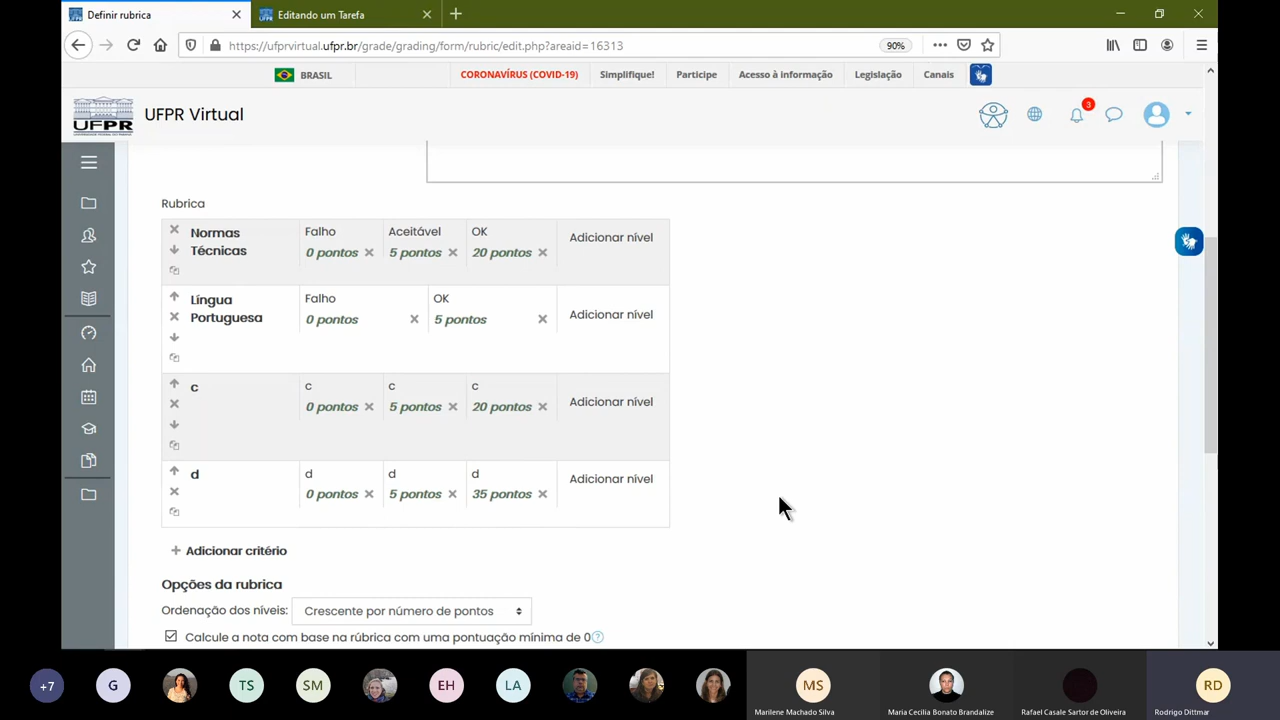 Definir rubrica
Editando um Tarefa
https://ufprvirtual.ufpr.br/grade/grading/form/rubric/edit.php?areaid=16313
90%
BRASIL
CORONAVÍRUS (COVID-19)
Simplifique!
Participe
Acesso à informação
Legislação
Canais
UFPR
UFPR Virtual
3
Rubrica
Normas Técnicas
Falho
0 pontos
Aceitável
5 pontos
OK
20 pontos
Adicionar nível
Língua Portuguesa
Falho
0 pontos
OK
5 pontos
Adicionar nível
c
c
0 pontos
c
5 pontos
c
20 pontos
Adicionar nível
d
d
0 pontos
d
5 pontos
d
35 pontos
Adicionar nível
Adicionar critério
Opções da rubrica
Ordenação dos níveis:
Crescente por número de pontos
Calcule a nota com base na rúbrica com uma pontuação mínima de 0
+7
G
TS
SM
EH
LA
MS
Marilene Machado Silva
Maria Cecilia Bonato Brandalize
Rafael Casale Sartor de Oliveira
RD
Rodrigo Dittmar